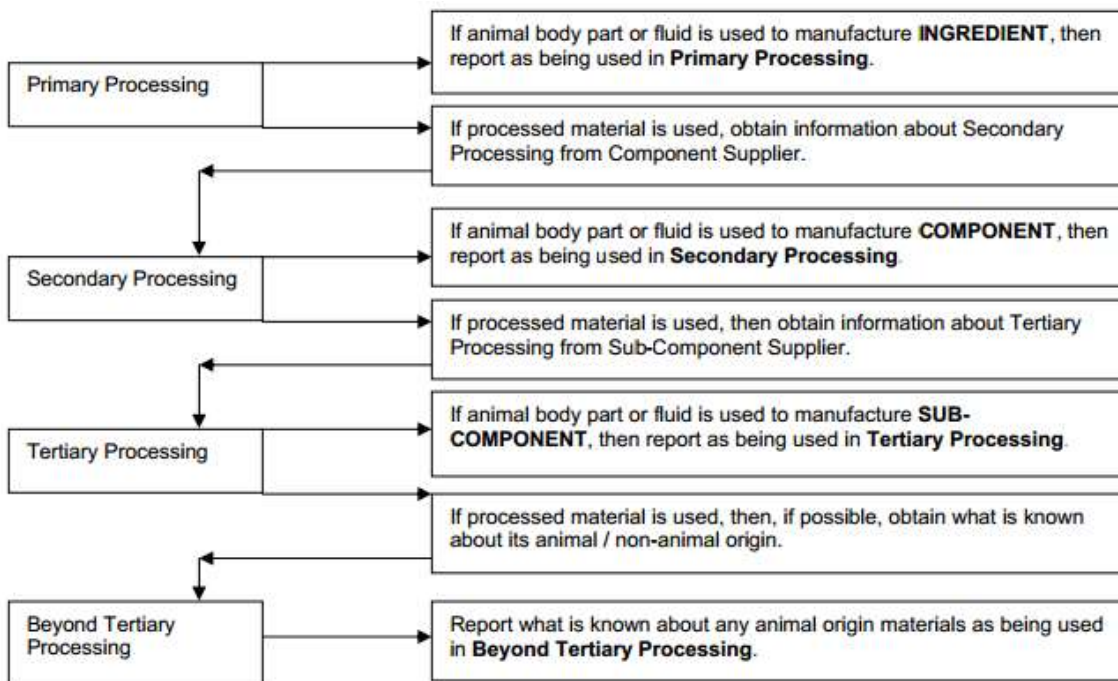 If animal body part or fluid is used to manufacture INGREDIENT, then
report as being used in Primary Processing.
Primary Processing
If processed material is used, obtain information about Secondary
Processing from Component Supplier.
If animal body part or fluid is used to manufacture COMPONENT, then
report as being used in Secondary Processing.
Secondary Processing
If processed material is used, then obtain information about Tertiary
Processing from Sub-Component Supplier.
If animal body part or fluid is used to manufacture SUB-
COMPONENT, then report as being used in Tertiary Processing.
Tertiary Processing
If processed material is used, then, if possible, obtain what is known
about its animal / non-animal origin.
Beyond Tertiary
Processing
Report what is known about any animal origin materials as being used
in Beyond Tertiary Processing.